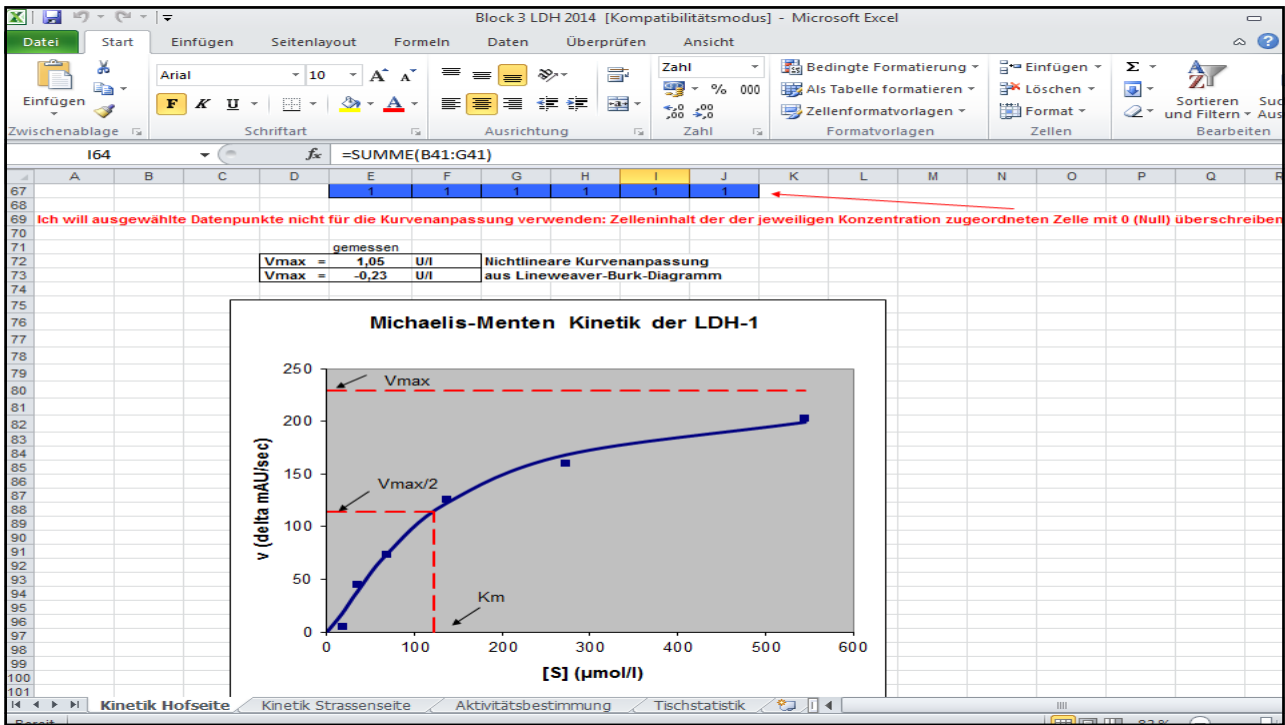 Block 3 LDH 2014 [Kompatibilitätsmodus] - Microsoft Excel
Datei Start Einfügen Seitenlayout Formeln Daten Überprüfen Ansicht
Einfügen
Zwischenablage
Arial 10
F K U
Schriftart
Ausrichtung
Zahl
% 000
Zahl
Bedingte Formatierung
Als Tabelle formatieren
Zellenformatvorlagen
Formatvorlagen
Einfügen
Löschen
Format
Zellen
Sortieren
und Filtern
Suc
Aus
Bearbeiten
I64 fx =SUMME(B41:G41)
A B C D E F G H I J K L M N O P Q R
67 1 1 1 1 1 1
68
69 Ich will ausgewählte Datenpunkte nicht für die Kurvenanpassung verwenden: Zelleninhalt der der jeweiligen Konzentration zugeordneten Zelle mit 0 (Null) überschreiben
70
71 gemessen
72 Vmax = 1,05 U/l Nichtlineare Kurvenanpassung
73 Vmax = -0,23 U/l aus Lineweaver-Burk-Diagramm
74
75
76
77
78
79
80
81
82
83
84
85
86
87
88
89
90
91
92
93
94
95
96
97
98
99
100
101
Michaelis-Menten Kinetik der LDH-1
v (delta mAU/sec)
250
200
150
100
50
0
Vmax
Vmax/2
Km
0 100 200 300 400 500 600
[S] (µmol/l)
Kinetik Hofseite Kinetik Strassenseite Aktivitätsbestimmung Tischstatistik